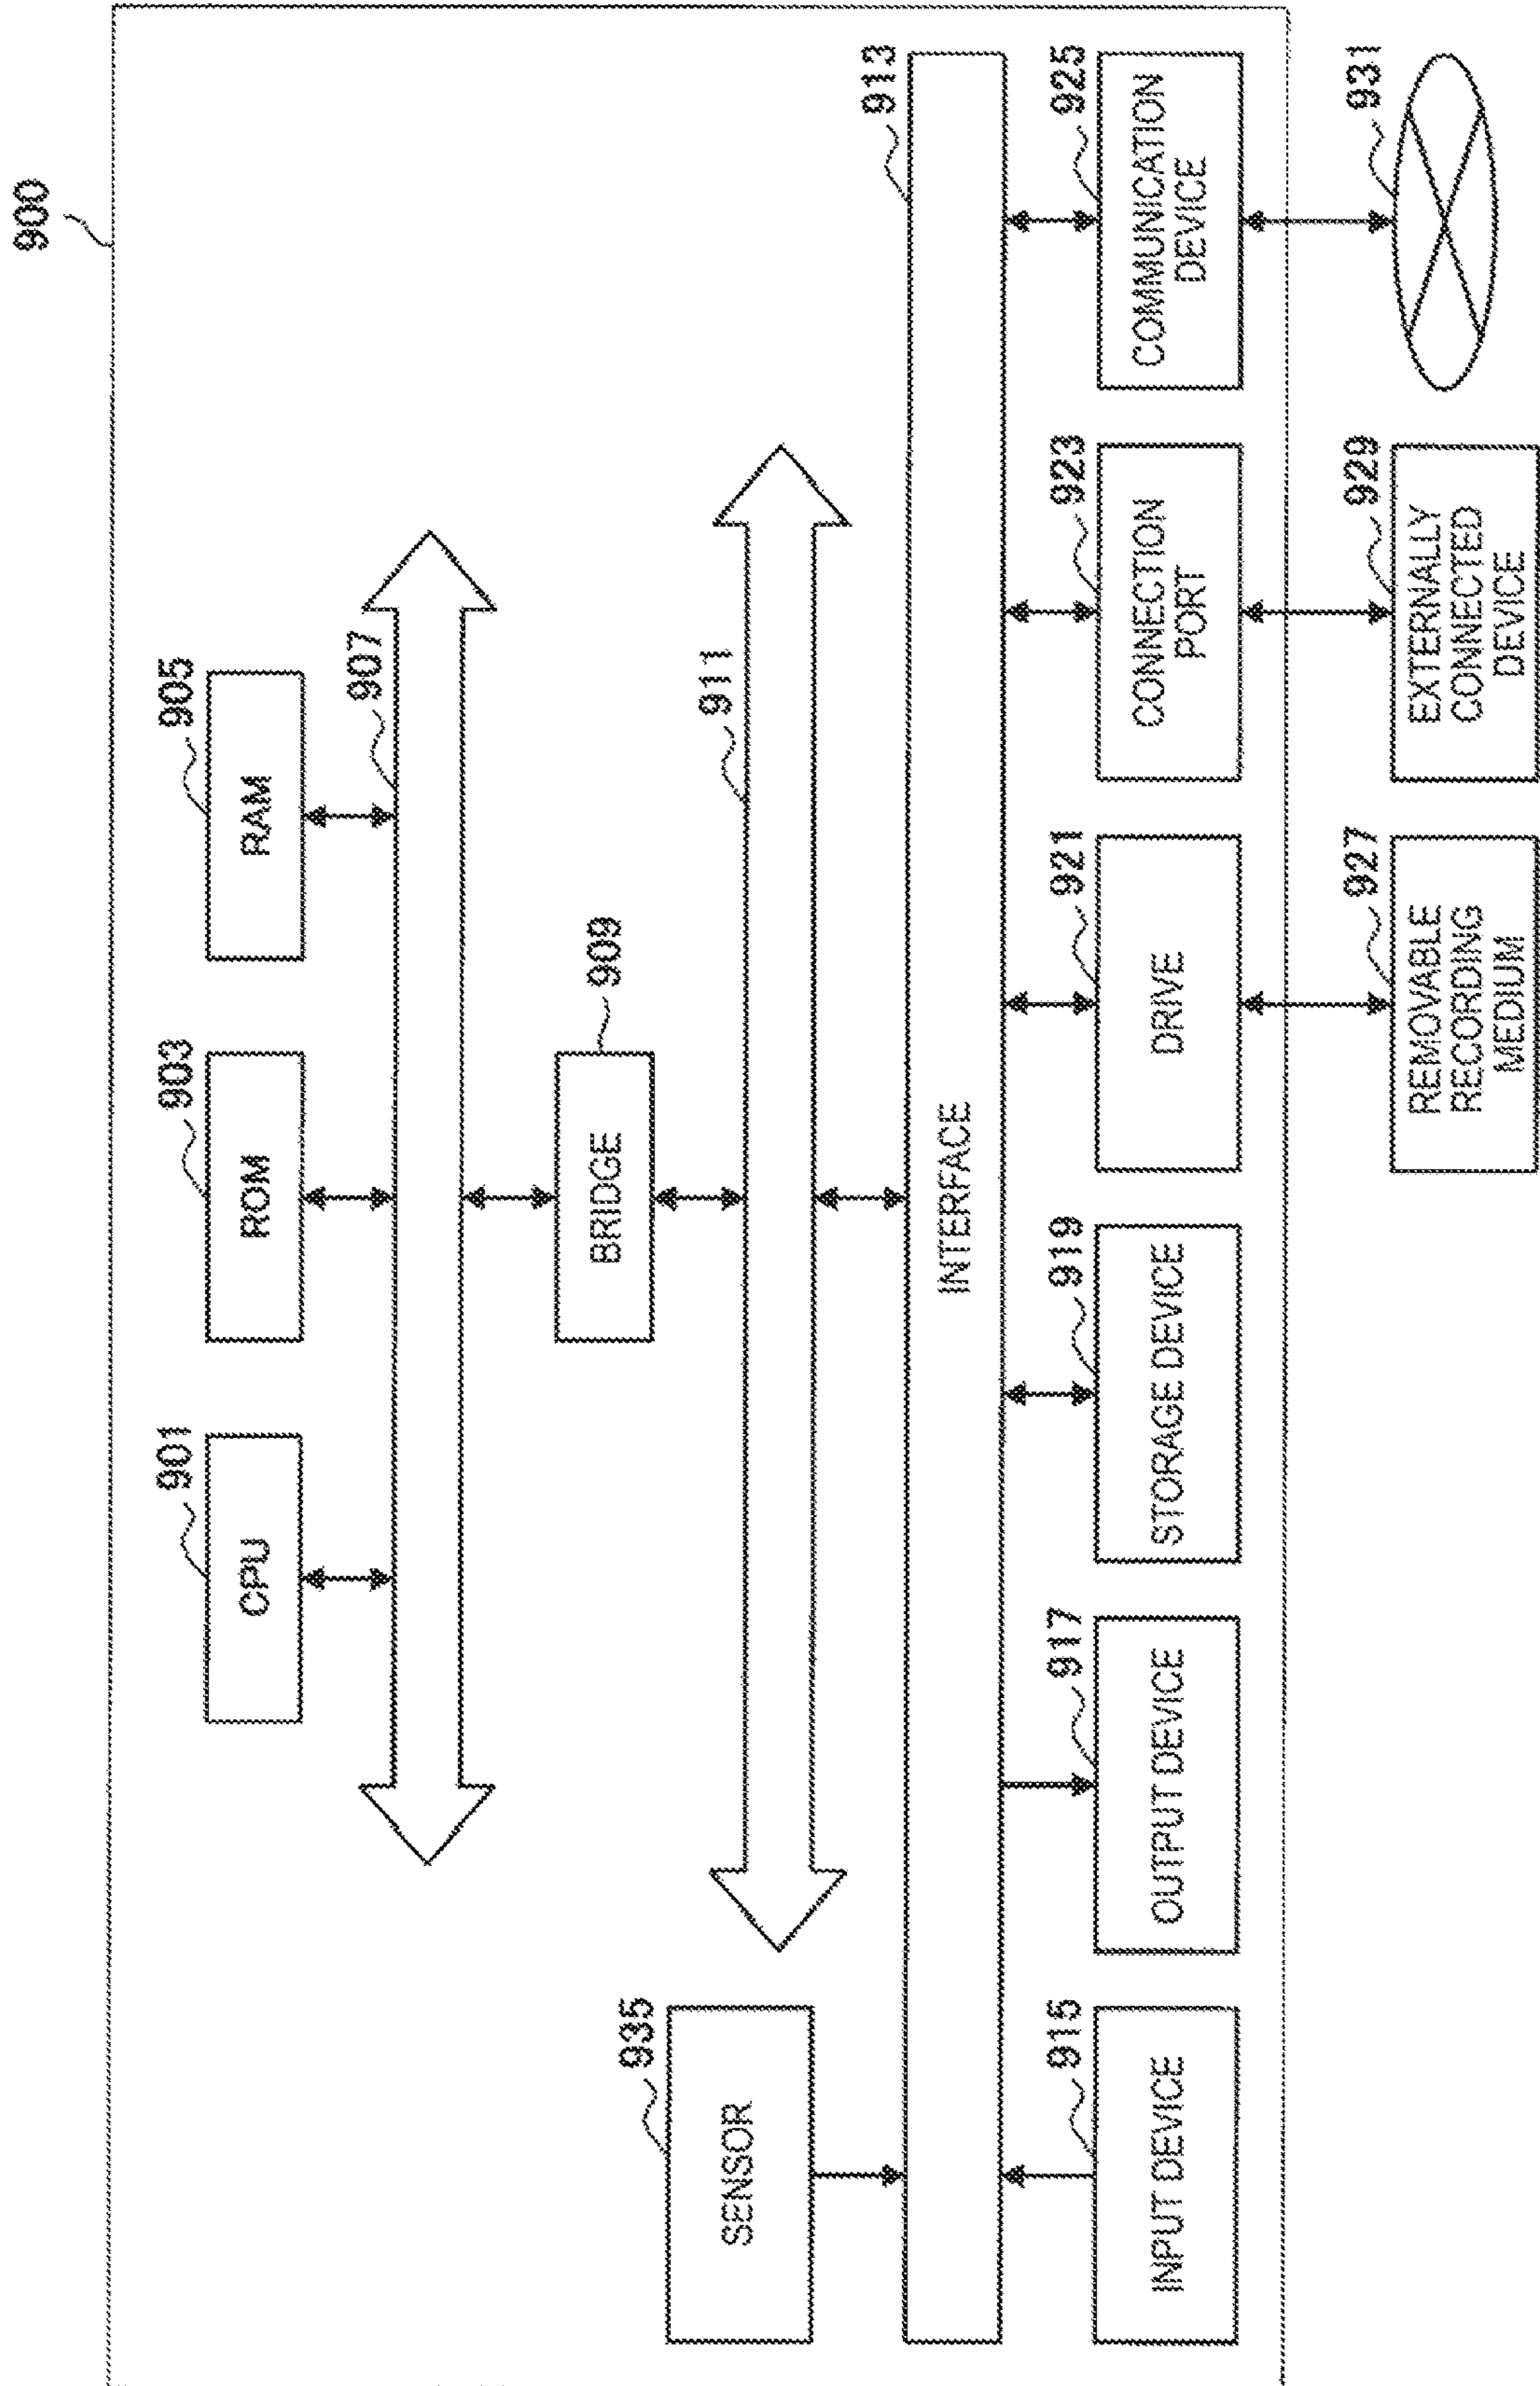 900
901
CPU
903
ROM
905
RAM
907
909
BRIDGE
911
935
SENSOR
913
INTERFACE
915
INPUT DEVICE
917
OUTPUT DEVICE
919
STORAGE DEVICE
921
DRIVE
923
CONNECTION
PORT
925
COMMUNICATION
DEVICE
927
REMOVABLE
RECORDING
MEDIUM
929
EXTERNALLY
CONNECTED
DEVICE
931